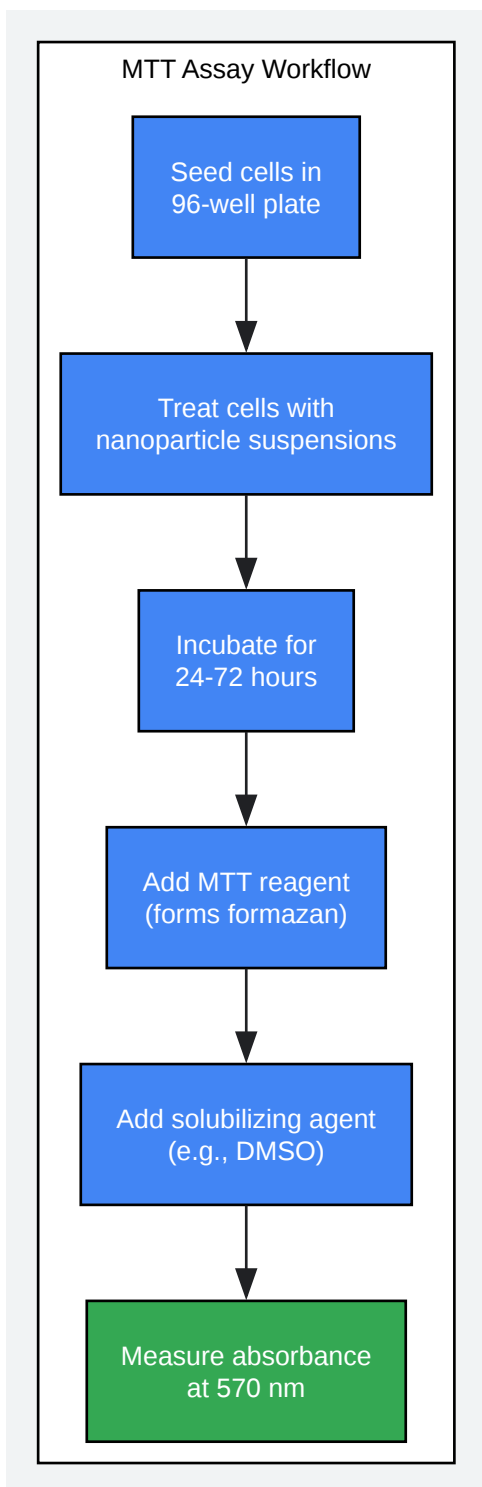 MTT Assay Workflow
Seed cells in
96-well plate
Treat cells with
nanoparticle suspensions
Incubate for
24-72 hours
Add MTT reagent
(forms formazan)
Add solubilizing agent
(e.g., DMSO)
Measure absorbance
at 570 nm